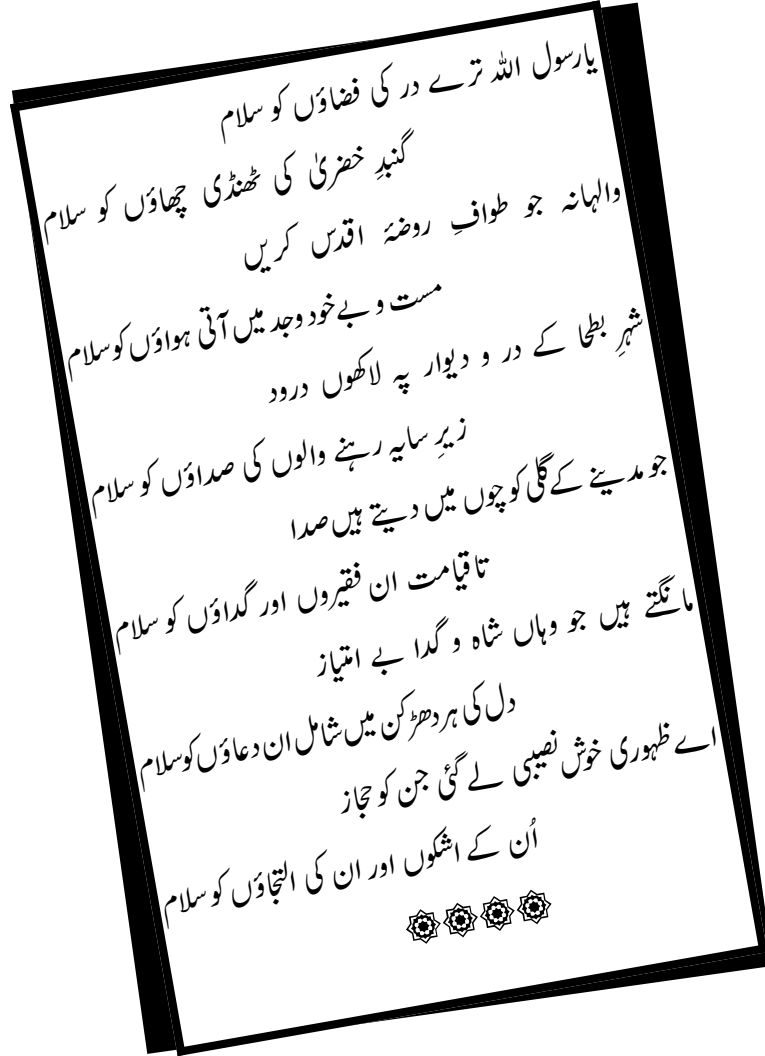 یارسول اللہ ترے در کی فضاؤں کو سلام
گنبدِ خضریٰ کی ٹھنڈی چھاؤں کو سلام
والہانہ جو طوافِ روضۂ اقدس کریں
مست و بے خود وجد میں آتی ہواؤں کو سلام
شہرِ بطحا کے در و دیوار پہ لاکھوں درود
زیرِ سایہ رہنے والوں کی صداؤں کو سلام
جو مدینے کے گلی کوچوں میں دیتے ہیں صدا
تا قیامت ان فقیروں اور گداؤں کو سلام
مانگتے ہیں جو وہاں شاہ و گدا بے امتیاز
دل کی ہر دھڑکن میں شامل ان دعاؤں کو سلام
اے ظہوری خوش نصیبی لے گئی جن کو حجاز
اُن کے اشکوں اور ان کی التجاؤں کو سلام